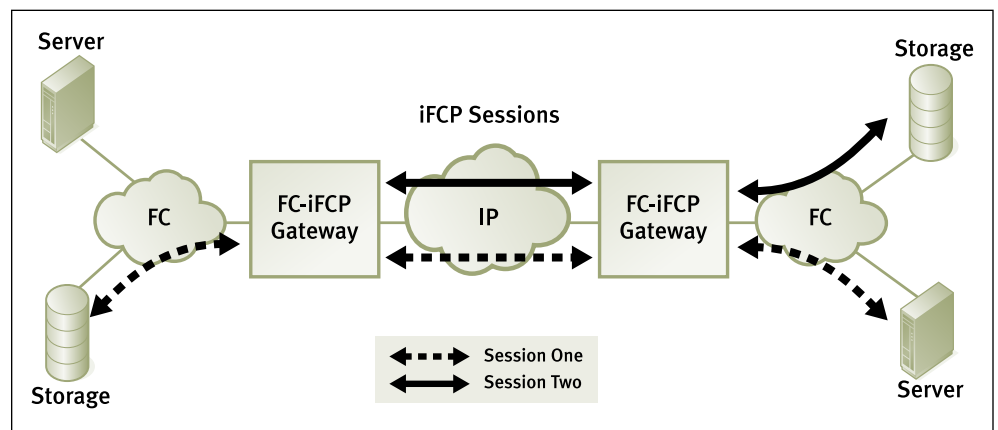 Server
Storage
iFCP Sessions
FC
FC-iFCP
Gateway
IP
FC-iFCP
Gateway
FC
Storage
Server
Session One
Session Two